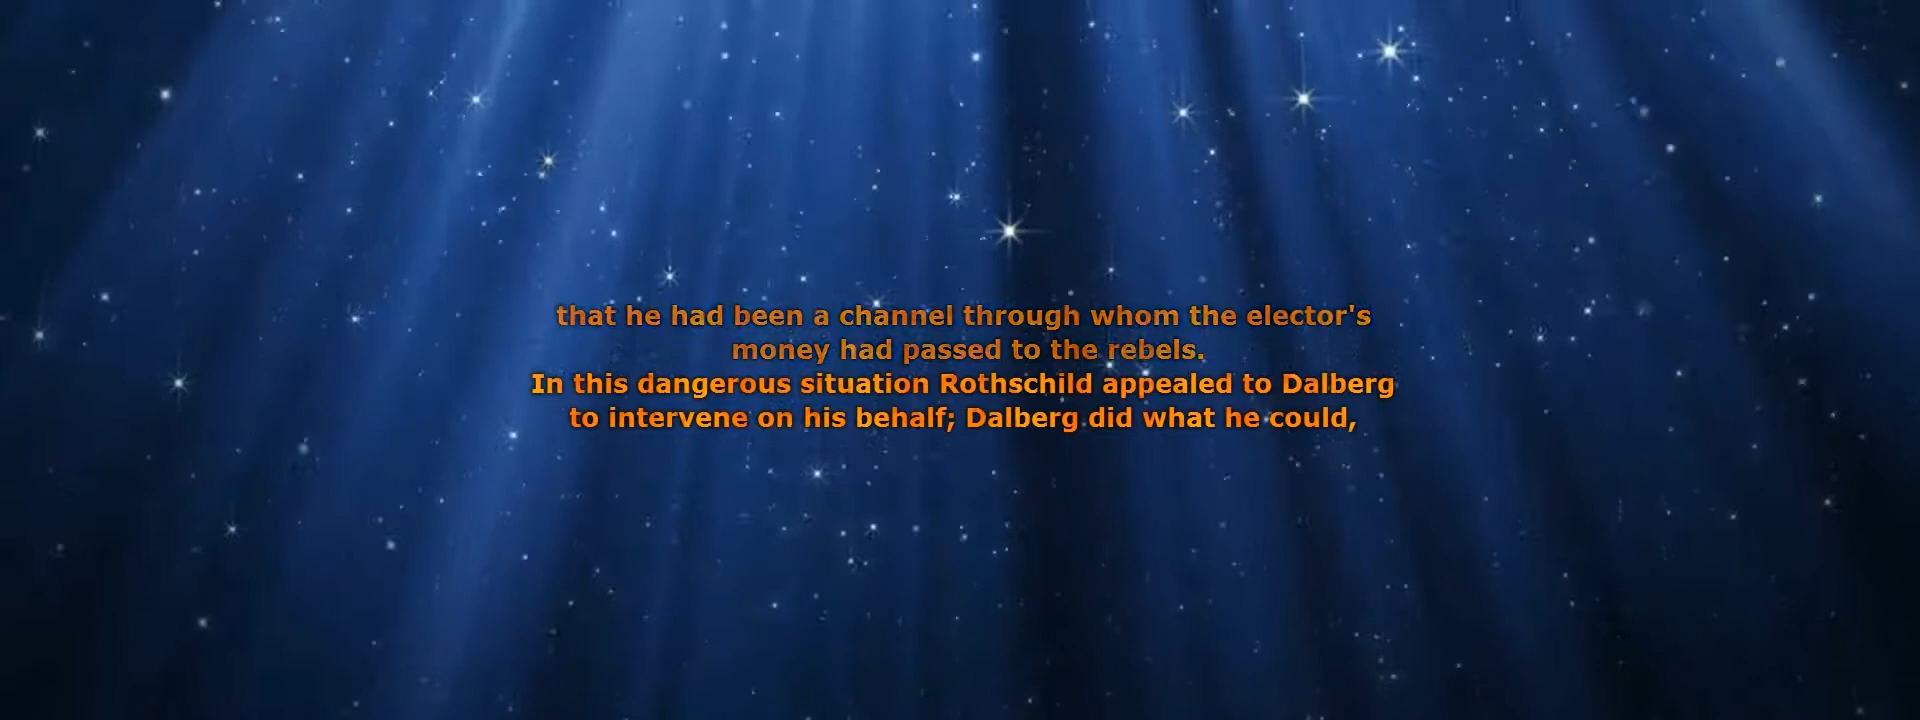 that he had been a channel through whom the elector's
money had passed to the rebels.
In this dangerous situation Rothschild appealed to Dalberg
to intervene on his behalf; Dalberg did what he could,